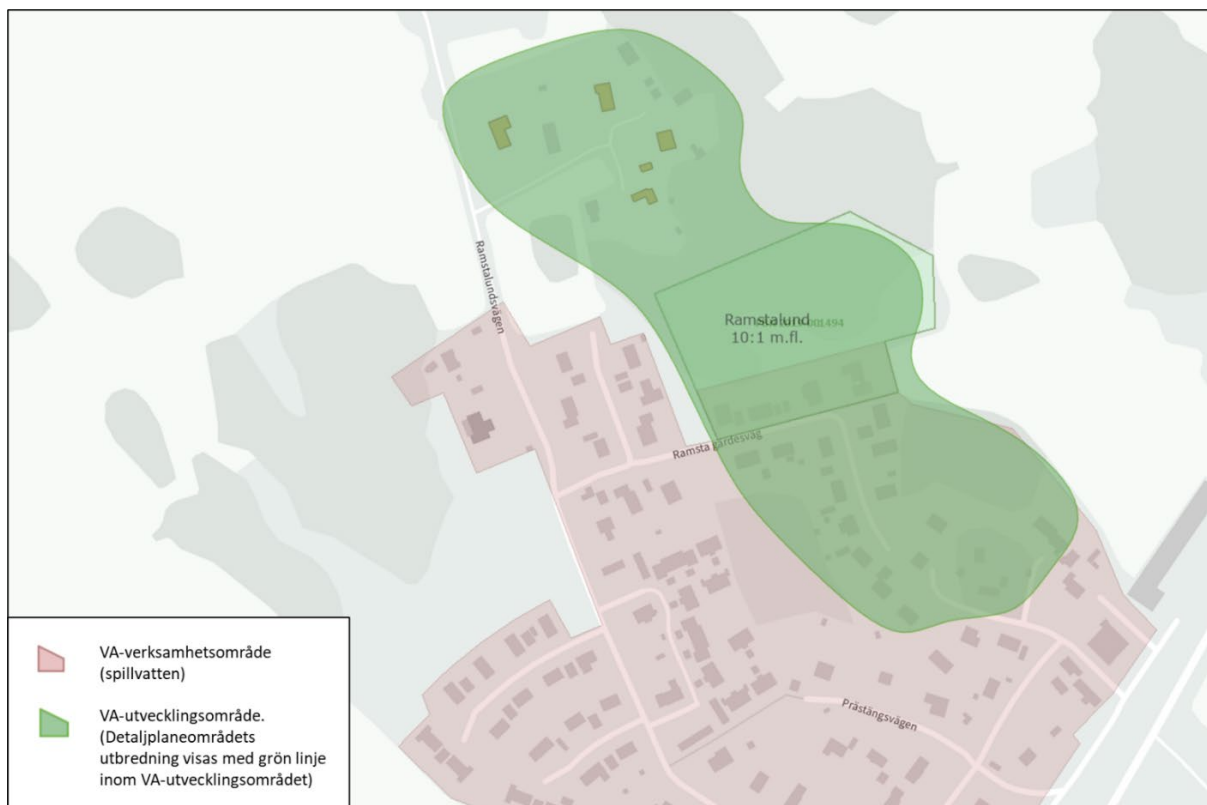 Ramstalundsvägen
Ramstalund
10:1 m.fl.
Ramsta gärdesväg
Prästängsvägen
VA-verksamhetsområde
(spillvatten)
VA-utvecklingsområde.
(Detaljplaneområdets
utbredning visas med grön linje
inom VA-utvecklingsområdet)